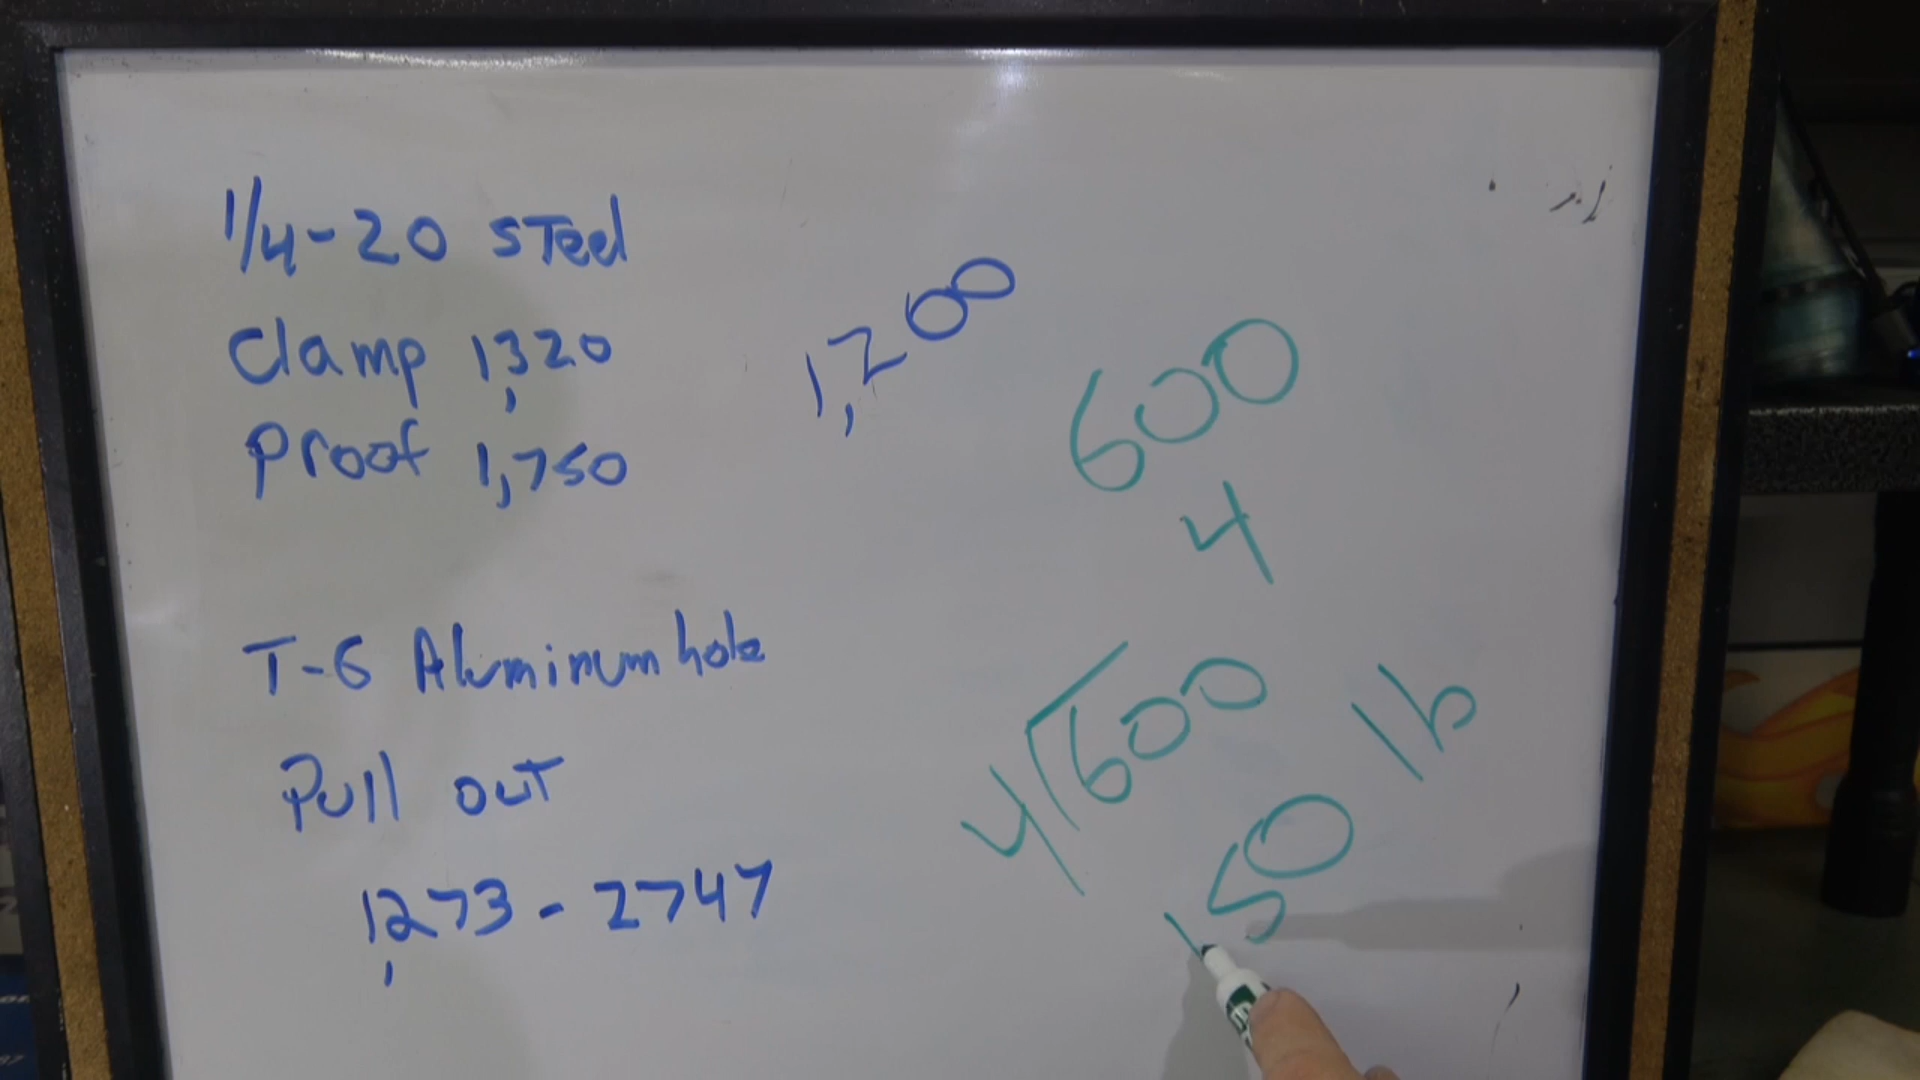 1/4-20 STeel
Clamp 1,320
Proof 1,750
1,200
T-6 Aluminum hole
Pull out
1,273 - 2747
600
4
4√600
1b
150